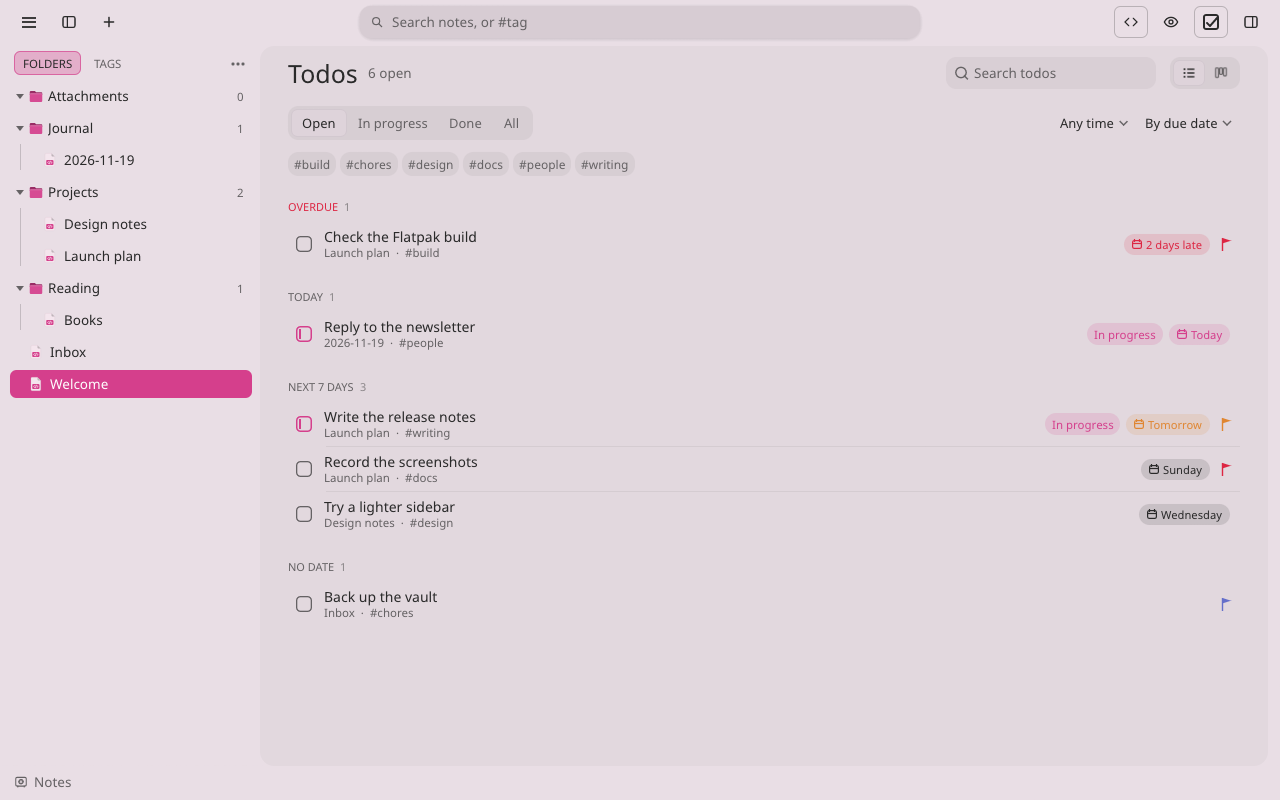 Search notes, or #tag
FOLDERS TAGS
Attachments 0
Journal 1
2026-11-19
Projects 2
Design notes
Launch plan
Reading 1
Books
Inbox
Welcome
Notes
Todos 6 open
Search todos
Open In progress Done All
Any time By due date
#build #chores #design #docs #people #writing
OVERDUE 1
Check the Flatpak build
Launch plan · #build
2 days late
TODAY 1
Reply to the newsletter
2026-11-19 · #people
In progress Today
NEXT 7 DAYS 3
Write the release notes
Launch plan · #writing
In progress Tomorrow
Record the screenshots
Launch plan · #docs
Sunday
Try a lighter sidebar
Design notes · #design
Wednesday
NO DATE 1
Back up the vault
Inbox · #chores